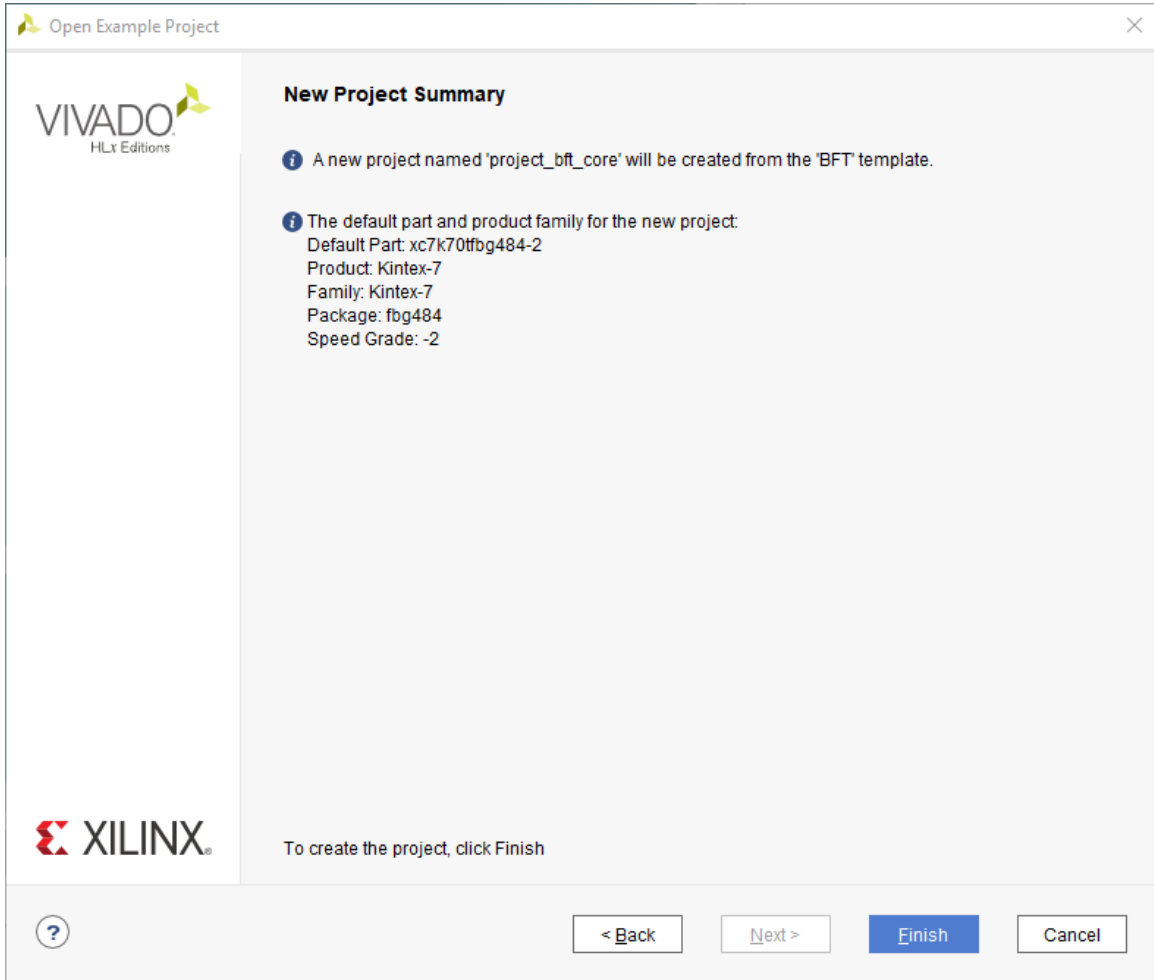 Open Example Project
VIVADO
HLx Editions
New Project Summary
A new project named 'project_bft_core' will be created from the 'BFT' template.
The default part and product family for the new project:
Default Part: xc7k70tfbg484-2
Product: Kintex-7
Family: Kintex-7
Package: fbg484
Speed Grade: -2
XILINX
To create the project, click Finish
?
< Back
Next >
Finish
Cancel